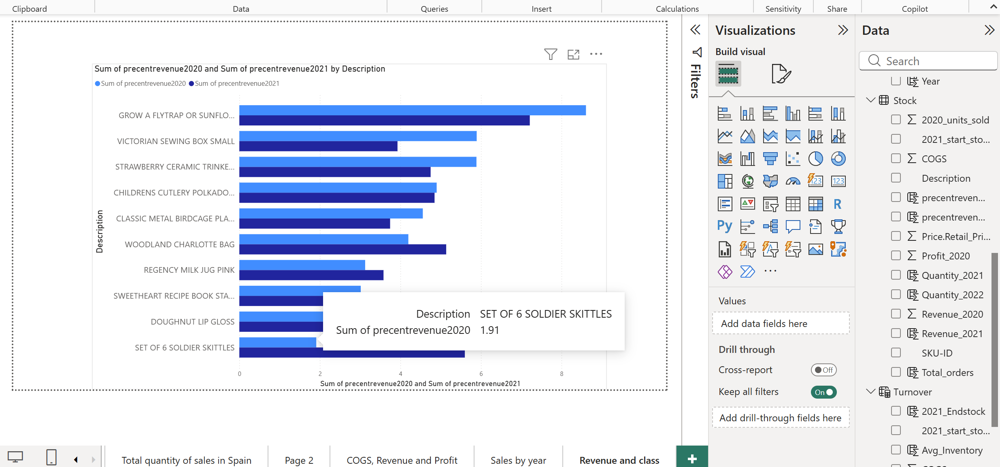 Clipboard
Data
Queries
Insert
Calculations
Sensitivity
Share
Copilot
Sum of precentrevenue2020 and Sum of precentrevenue2021 by Description
Sum of precentrevenue2020 Sum of precentrevenue2021
Description
GROW A FLYTRAP OR SUNFLO...
VICTORIAN SEWING BOX SMALL
STRAWBERRY CERAMIC TRINKE...
CHILDRENS CUTLERY POLKADO...
CLASSIC METAL BIRDCAGE PLA...
WOODLAND CHARLOTTE BAG
REGENCY MILK JUG PINK
SWEETHEART RECIPE BOOK STA...
DOUGHNUT LIP GLOSS
SET OF 6 SOLDIER SKITTLES
Description SET OF 6 SOLDIER SKITTLES
Sum of precentrevenue2020 1.91
0 2 4 6 8
Sum of precentrevenue2020 and Sum of precentrevenue2021
Total quantity of sales in Spain
Page 2
COGS, Revenue and Profit
Sales by year
Revenue and class
+
Filters
Visualizations
Build visual
123
123
R
Py
...
Values
Add data fields here
Drill through
Cross-report
Off
Keep all filters
On
Add drill-through fields here
Data
Search
Year
Stock
2020_units_sold
2021_start_sto...
COGS
Description
precentreven...
precentreven...
Price.Retail_Pri...
Profit_2020
Quantity_2021
Quantity_2022
Revenue_2020
Revenue_2021
SKU-ID
Total_orders
Turnover
2021_Endstock
2021_start_sto...
Avg_Inventory